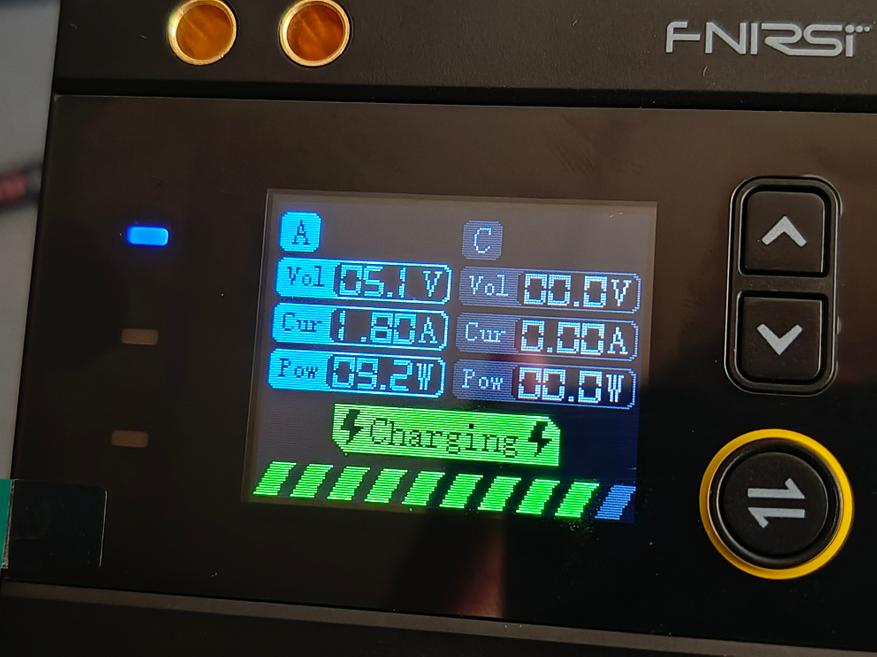 FNIRSI
A
Vol 05.1 V
Cur 1.80A
Pow 09.2W
C
Vol 00.0V
Cur 0.00A
Pow 00.0W
Charging